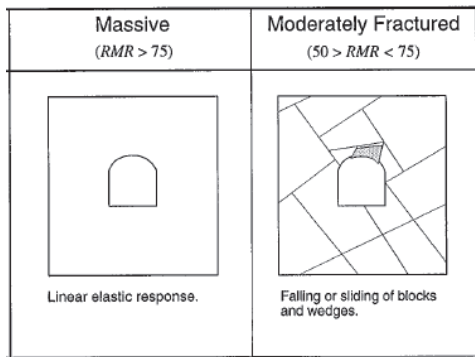 Massive
(RMR > 75)
Moderately Fractured
(50 > RMR < 75)
Linear elastic response.
Falling or sliding of blocks
and wedges.